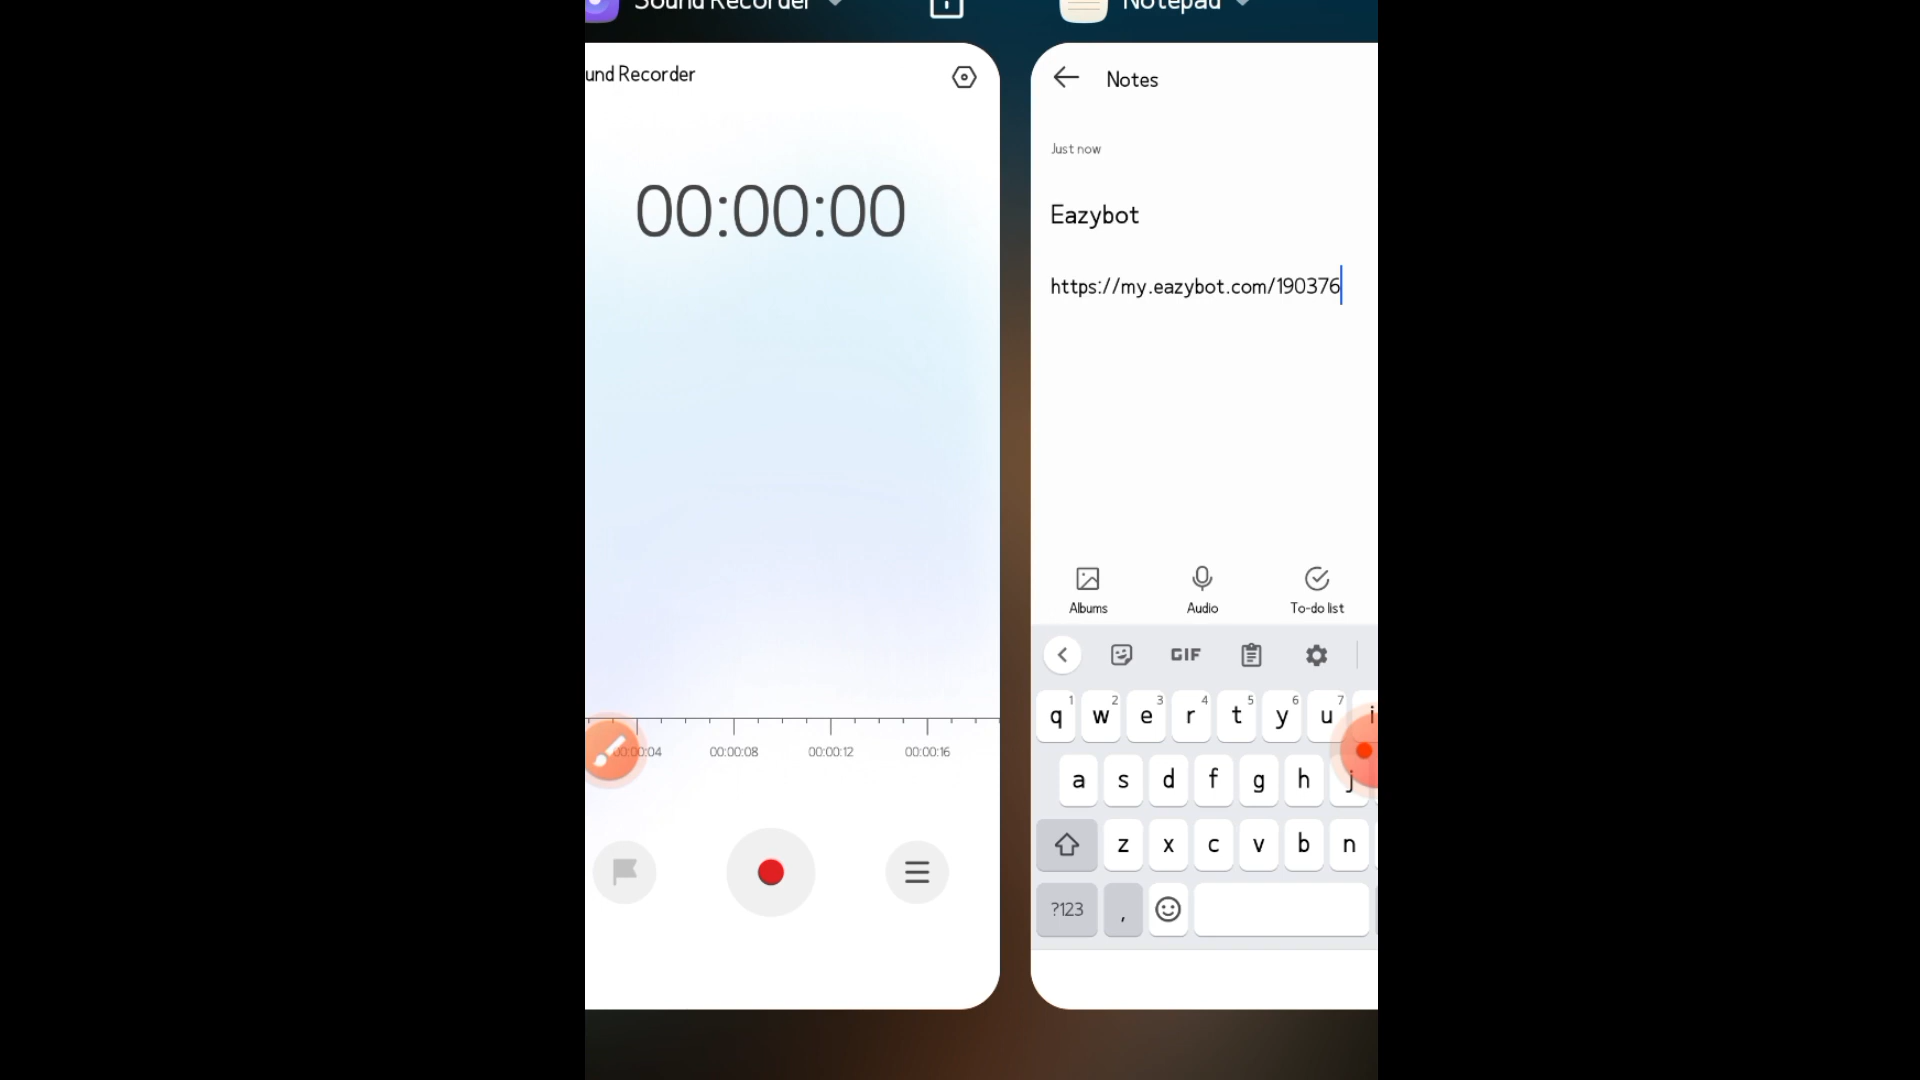 Sound Recorder
Notepad
und Recorder
Notes
Just now
00:00:00
Eazybot
https://my.eazybot.com/190376
Albums
Audio
To-do list
GIF
1 2 3 4 5 6 7
q w e r t y u i
00:00:04
00:00:08
00:00:12
00:00:16
a s d f g h j
z x c v b n
?123 ,